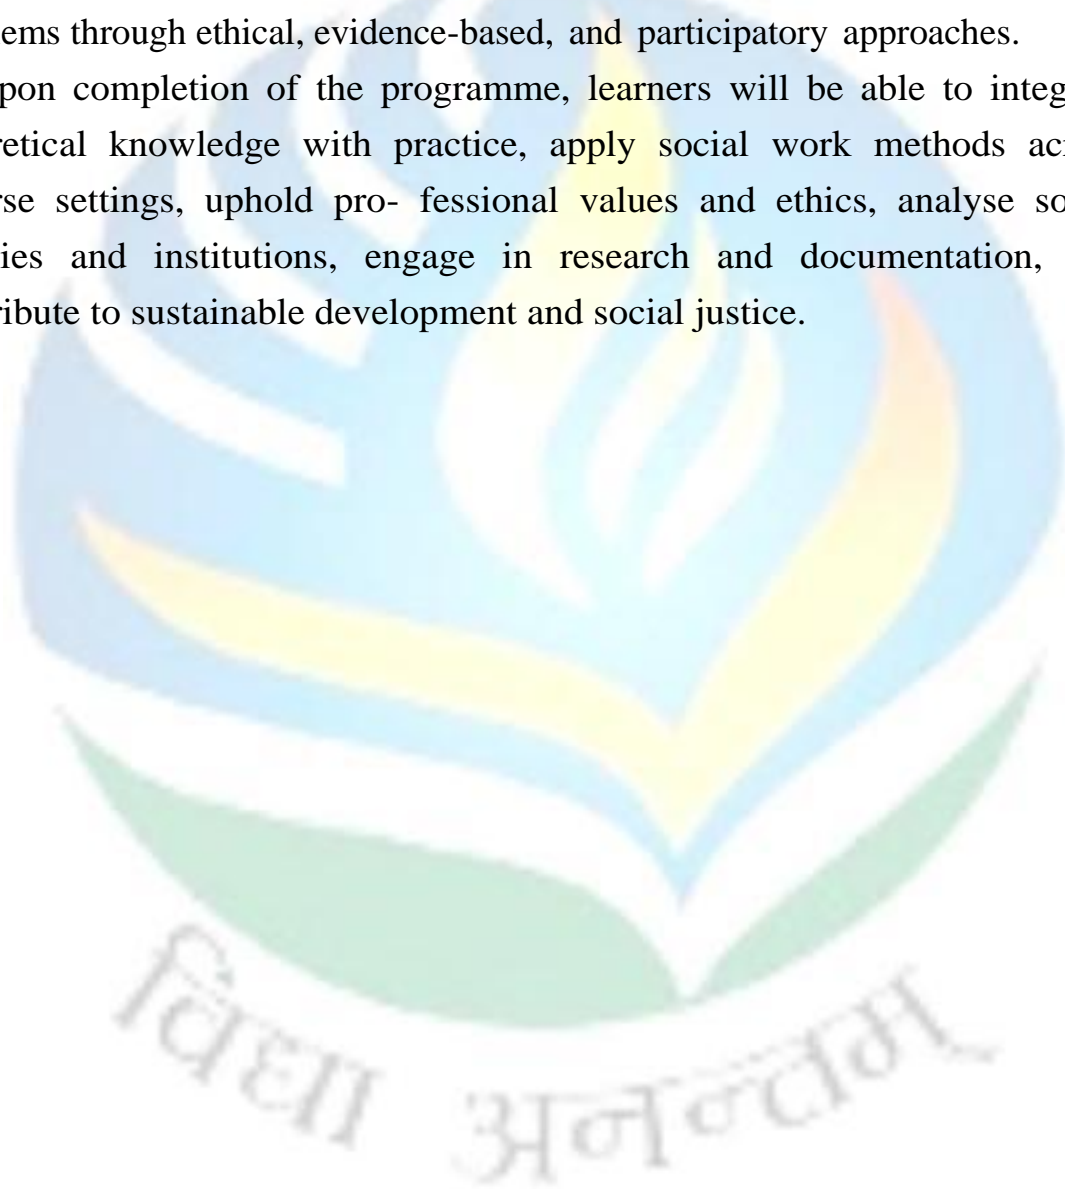 ems through ethical, evidence-based, and participatory approaches.
pon completion of the programme, learners will be able to integ
retical knowledge with practice, apply social work methods ac
rse settings, uphold pro- fessional values and ethics, analyse so
ies and institutions, engage in research and documentation,
ribute to sustainable development and social justice.
विद्या अनन्तम्